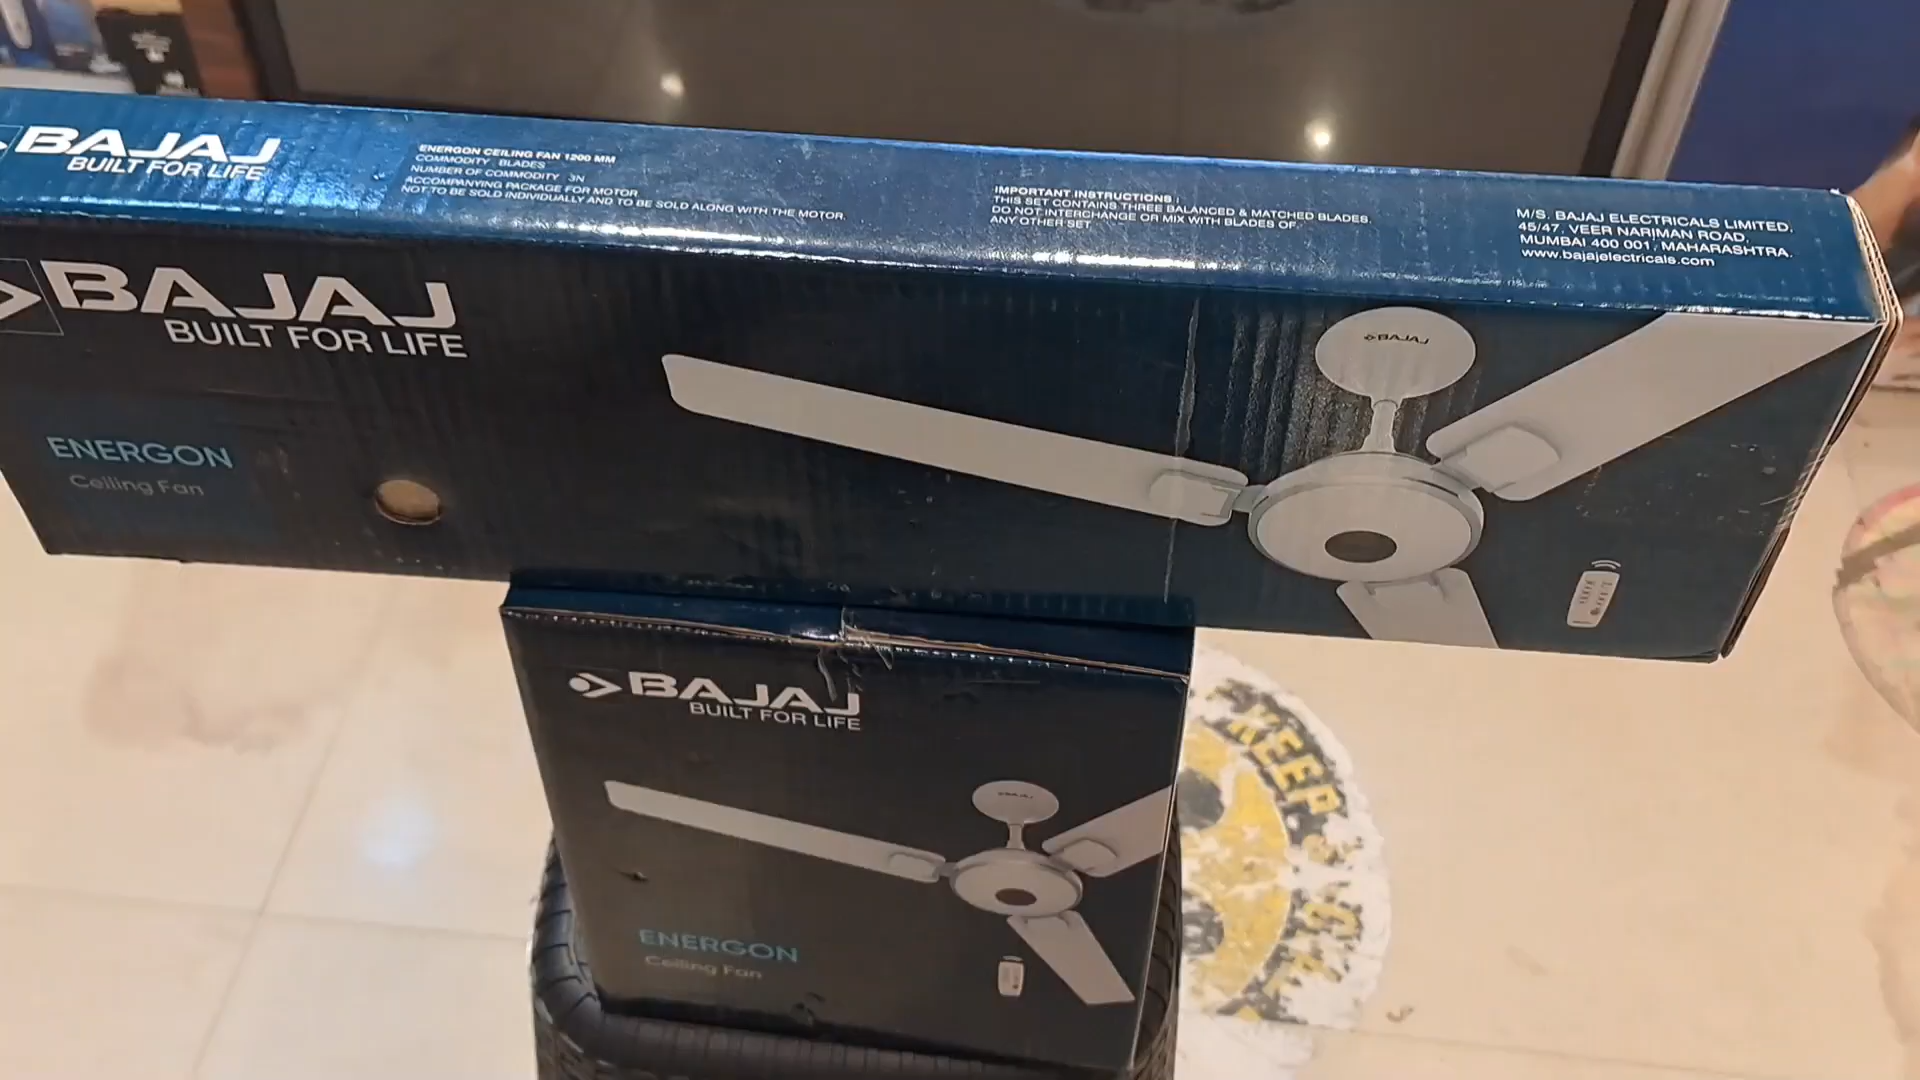 BAJAJ
BUILT FOR LIFE
ENERGON CEILING FAN 1200 MM
COMMODITY BLADES
NUMBER OF COMMODITY 3N
ACCOMPANYING PACKAGE FOR MOTOR
NOT TO BE SOLD INDIVIDUALLY AND TO BE SOLD ALONG WITH THE MOTOR.
IMPORTANT INSTRUCTIONS :
THIS SET CONTAINS THREE BALANCED & MATCHED BLADES.
DO NOT INTERCHANGE OR MIX WITH BLADES OF
ANY OTHER SET
M/S. BAJAJ ELECTRICALS LIMITED,
45/47, VEER NARIMAN ROAD,
MUMBAI 400 001, MAHARASHTRA.
www.bajajelectricals.com
BAJAJ
BUILT FOR LIFE
BAJAJ
ENERGON
Ceiling Fan
BAJAJ
BUILT FOR LIFE
BAJAJ
ENERGON
Ceiling Fan
KEEP